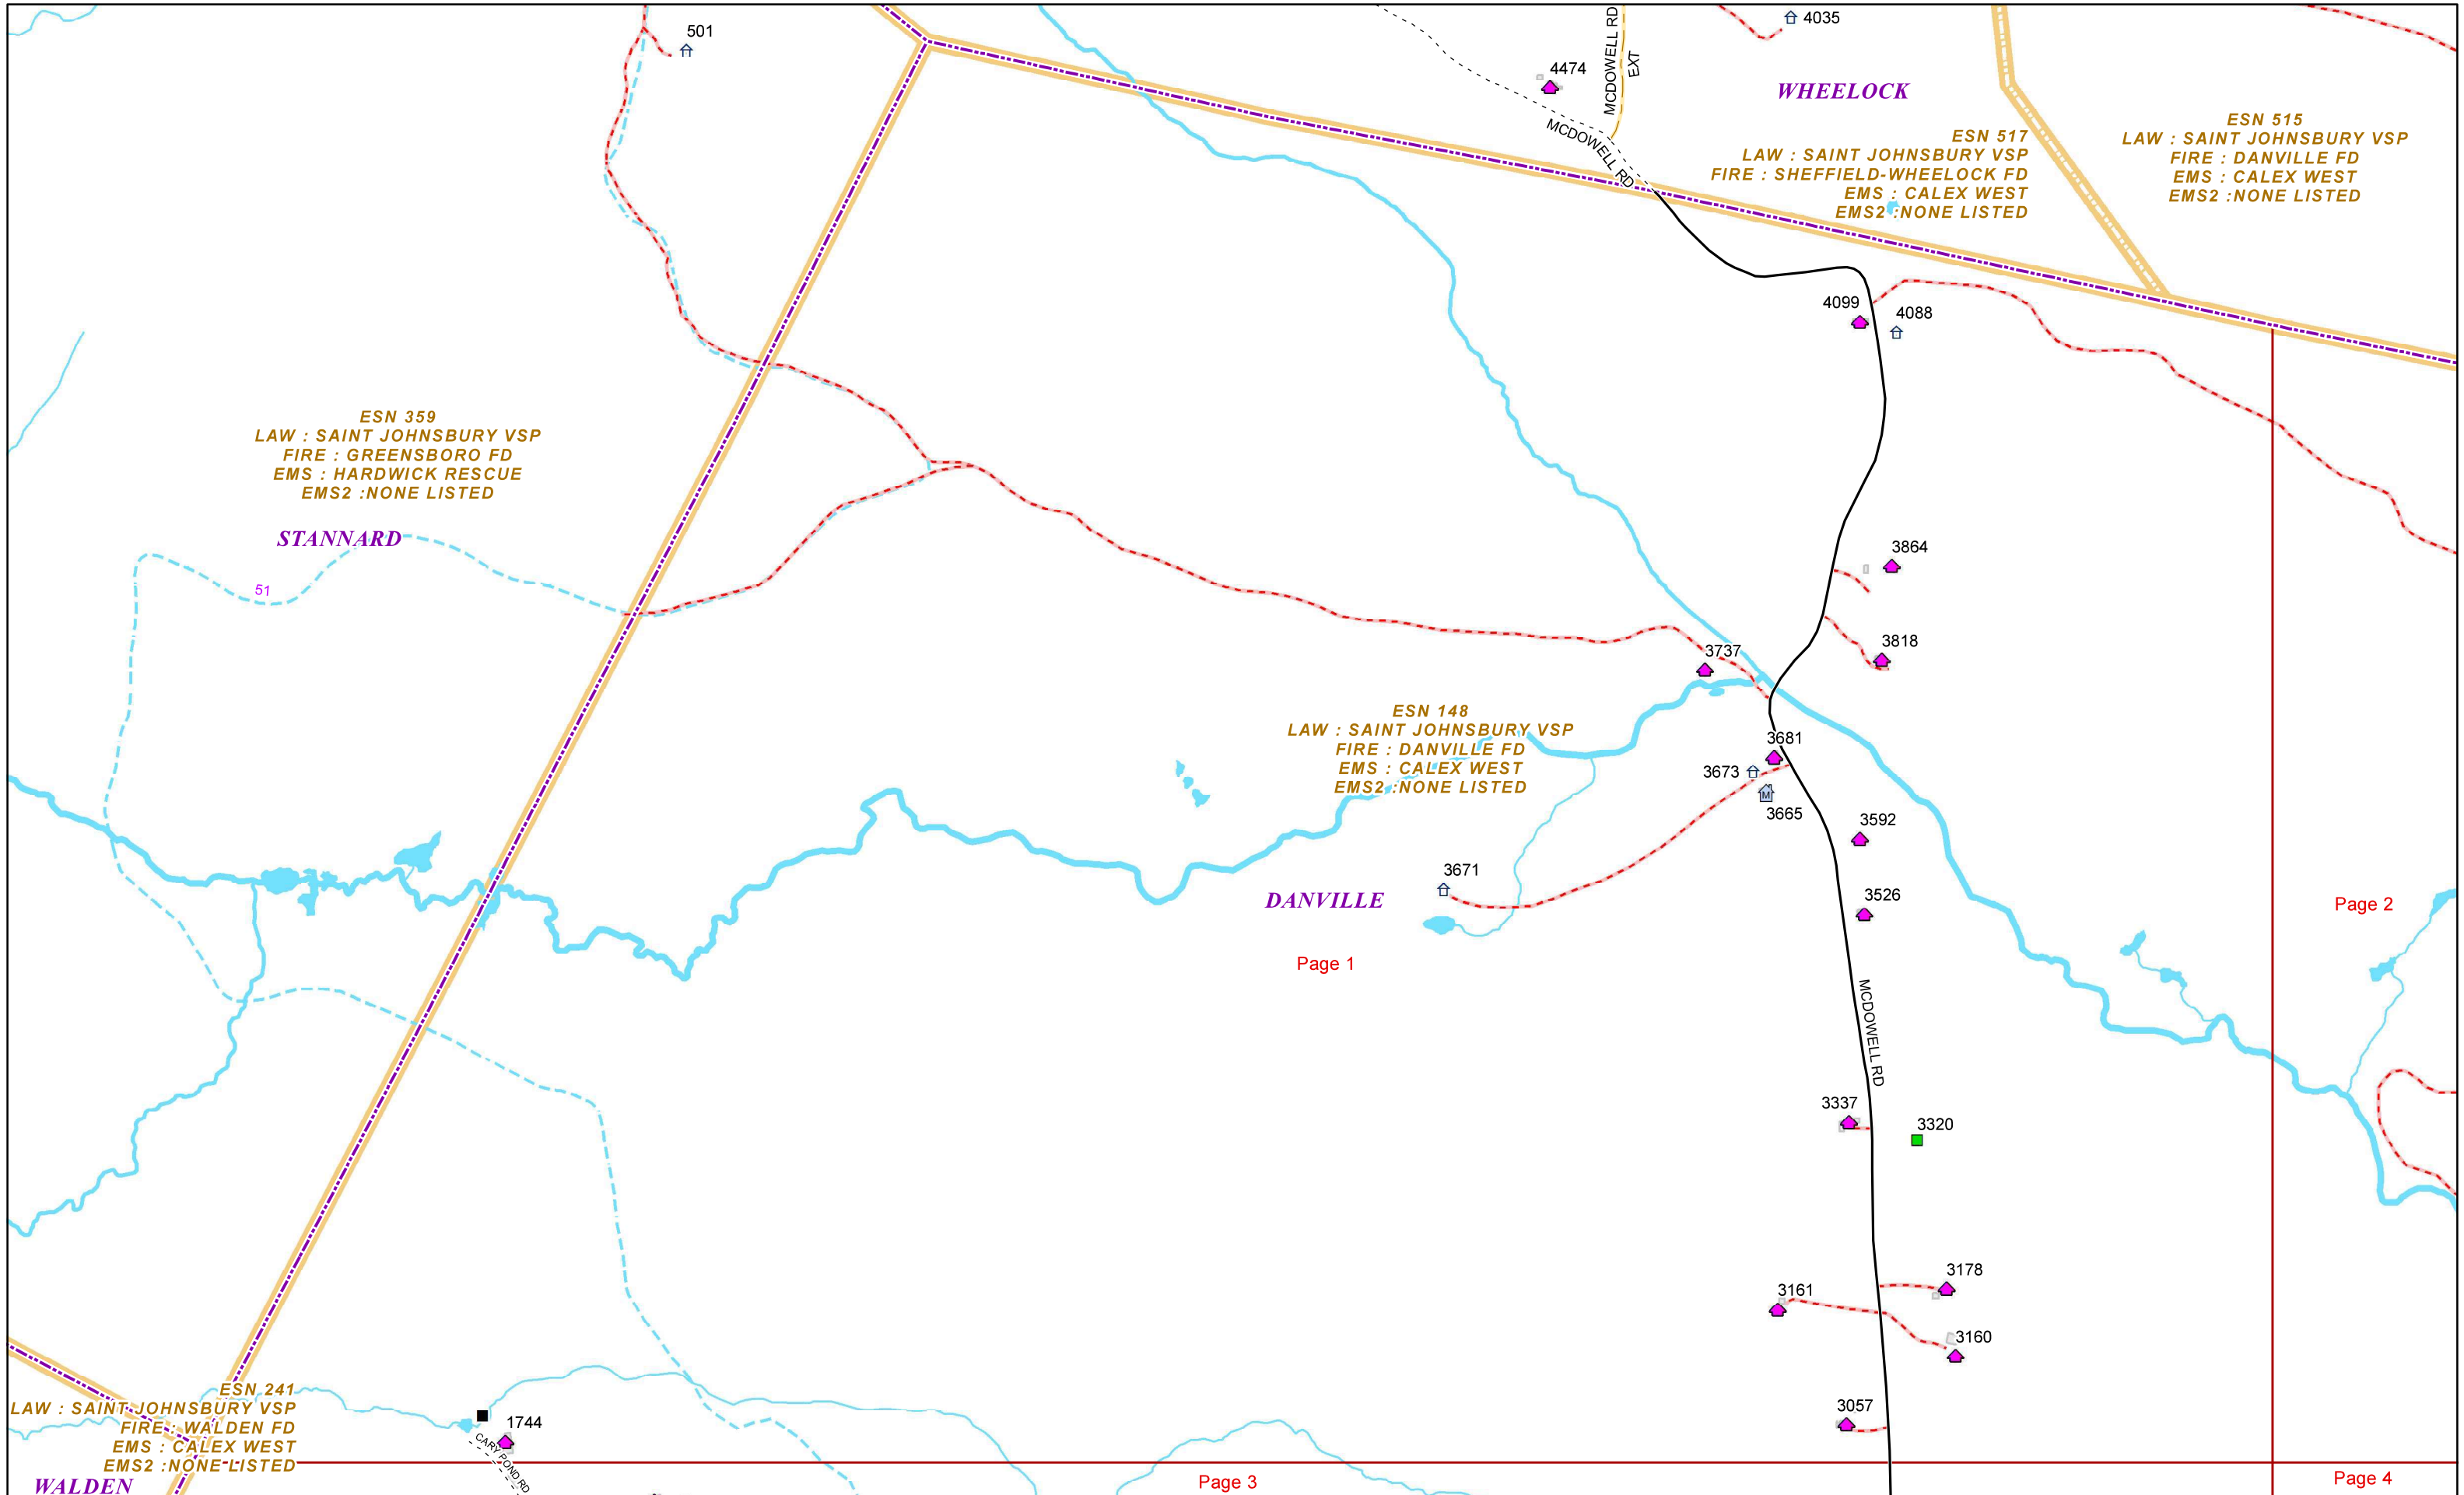 501
4035
MCDOWELL RD
EXT
4474
WHEELOCK
MCDOWELL RD
ESN 517
LAW : SAINT JOHNSBURY VSP
FIRE : SHEFFIELD-WHEELOCK FD
EMS : CALEX WEST
EMS2 :NONE LISTED
ESN 515
LAW : SAINT JOHNSBURY VSP
FIRE : DANVILLE FD
EMS : CALEX WEST
EMS2 :NONE LISTED
4099
4088
ESN 359
LAW : SAINT JOHNSBURY VSP
FIRE : GREENSBORO FD
EMS : HARDWICK RESCUE
EMS2 :NONE LISTED
STANNARD
51
3864
3818
3737
ESN 148
LAW : SAINT JOHNSBURY VSP
FIRE : DANVILLE FD
EMS : CALEX WEST
EMS2 :NONE LISTED
3681
3673
M
3665
3592
3671
DANVILLE
3526
Page 2
Page 1
MCDOWELL RD
3337
3320
3178
3161
3160
ESN 241
LAW : SAINT JOHNSBURY VSP
FIRE : WALDEN FD
EMS : CALEX WEST
EMS2 :NONE LISTED
WALDEN
1744
CARY POND RD
3057
Page 3
Page 4